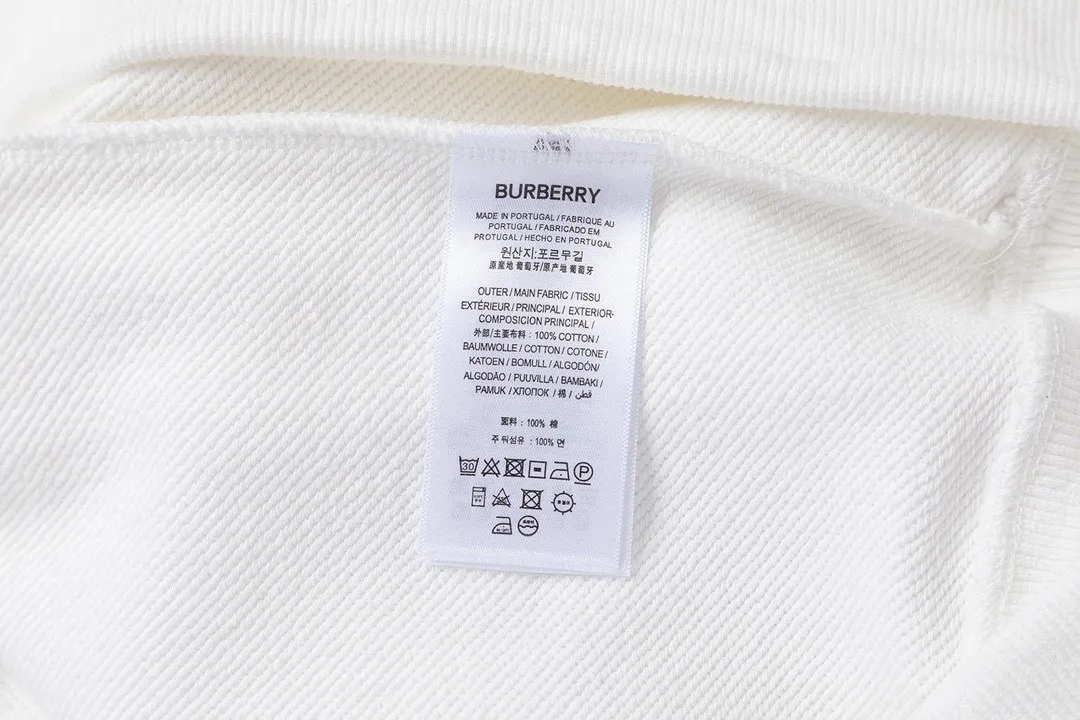 BURBERRY
MADE IN PORTUGAL / FABRIQUÉ AU
PORTUGAL / FABRICADO EM
PROTUGAL / HECHO EN PORTUGAL
원산지:포르투길
原産地 葡萄牙/原产地 葡萄牙
OUTER / MAIN FABRIC / TISSU
EXTÉRIEUR / PRINCIPAL / EXTERIOR-
COMPOSICION PRINCIPAL /
外部/主要布料 : 100% COTTON /
BAUMWOLLE / COTTON / COTONE /
KATOEN / BOMULL / ALGODÓN/
ALGODÃO / PUUVILLA / BAMBAKI /
PAMUK / ХЛОПОК / 棉 / قطن
面料 : 100% 棉
주 워섬유 : 100% 면
30 P